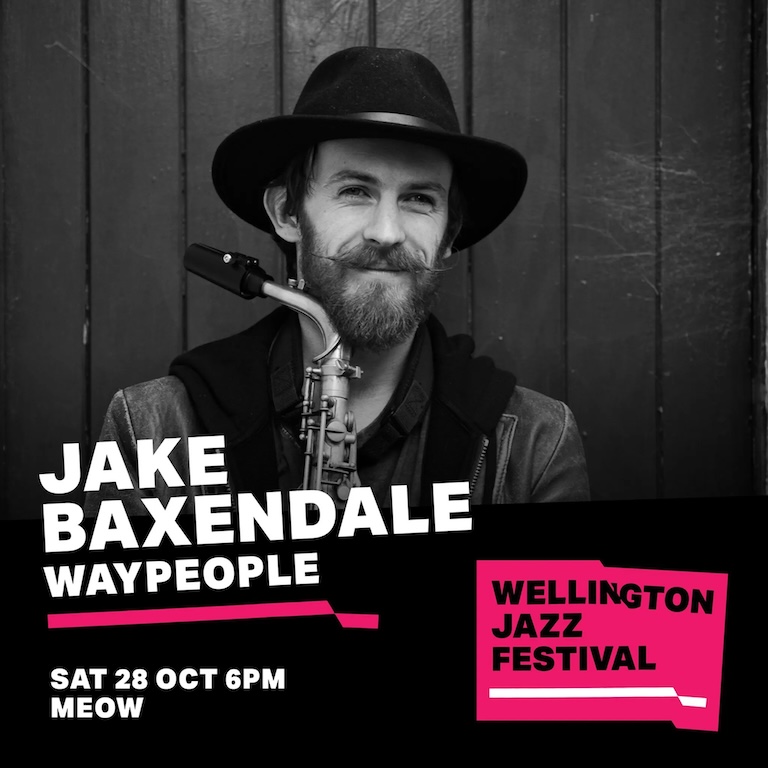 JAKE
BAXENDALE
WAYPEOPLE
SAT 28 OCT 6PM
MEOW
WELLINGTON
JAZZ
FESTIVAL